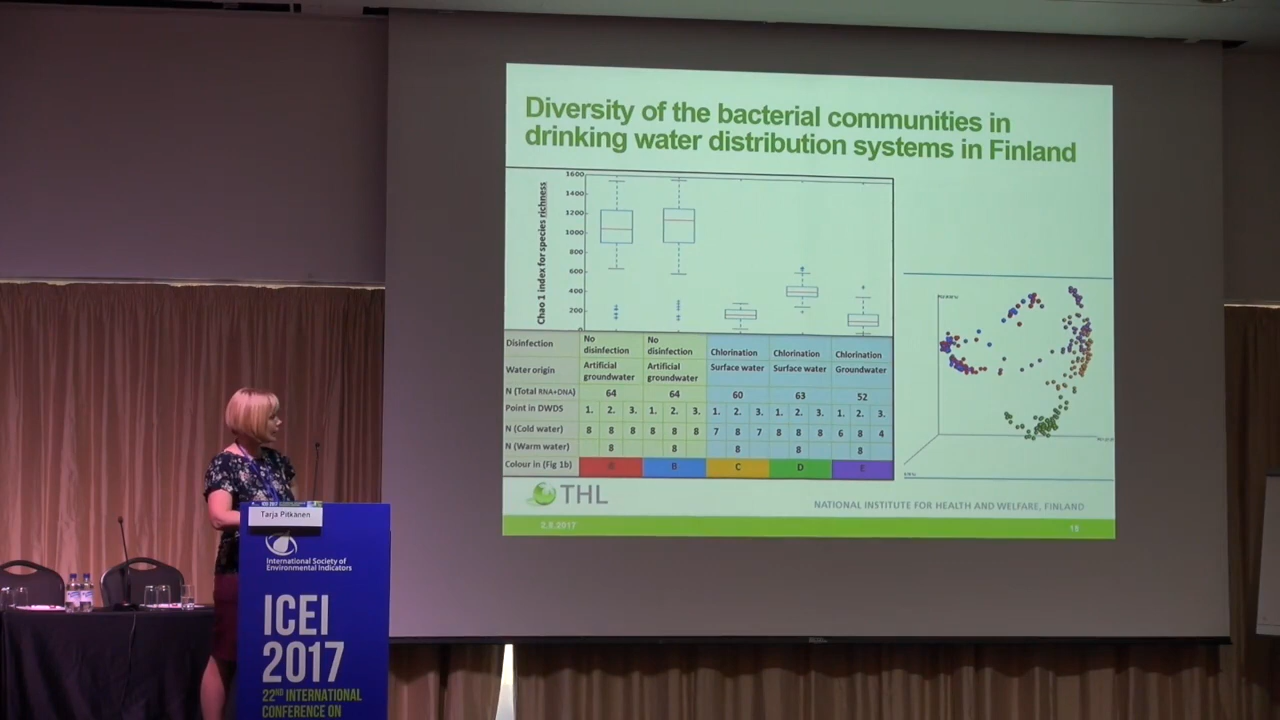 Diversity of the bacterial communities in
drinking water distribution systems in Finland
Chao 1 index for species richness
1600
1400
1200
1000
800
600
400
200
0
Disinfection
No disinfection
No disinfection
Chlorination
Chlorination
Chlorination
Water origin
Artificial groundwater
Artificial groundwater
Surface water
Surface water
Groundwater
N (Total RNA+DNA)
64
64
60
63
52
Point in DWDS
1. 2. 3. 1. 2. 3. 1. 2. 3. 1. 2. 3. 1. 2. 3.
N (Cold water)
8 8 8 8 8 8 7 8 7 8 8 8 6 8 4
N (Warm water)
8 8 8 8 8
Colour in (Fig 1b)
A B C D E
THL
NATIONAL INSTITUTE FOR HEALTH AND WELFARE, FINLAND
2.8.2017
Tarja Pitkänen
International Society of
Environmental Indicators
ICEI
2017
22ND INTERNATIONAL
CONFERENCE ON